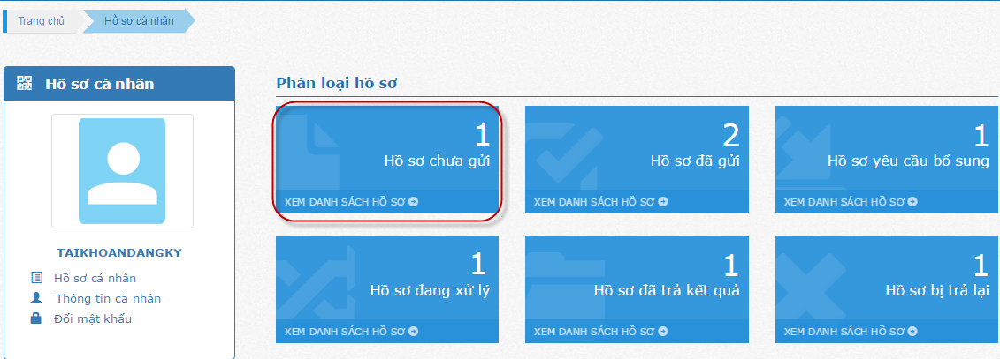 Trang chủ
Hồ sơ cá nhân
Hồ sơ cá nhân
TAIKHOANDANGKY
Hồ sơ cá nhân
Thông tin cá nhân
Đổi mật khẩu
Phân loại hồ sơ
1
Hồ sơ chưa gửi
XEM DANH SÁCH HỒ SƠ
2
Hồ sơ đã gửi
XEM DANH SÁCH HỒ SƠ
1
Hồ sơ yêu cầu bổ sung
XEM DANH SÁCH HỒ SƠ
1
Hồ sơ đang xử lý
XEM DANH SÁCH HỒ SƠ
1
Hồ sơ đã trả kết quả
XEM DANH SÁCH HỒ SƠ
1
Hồ sơ bị trả lại
XEM DANH SÁCH HỒ SƠ